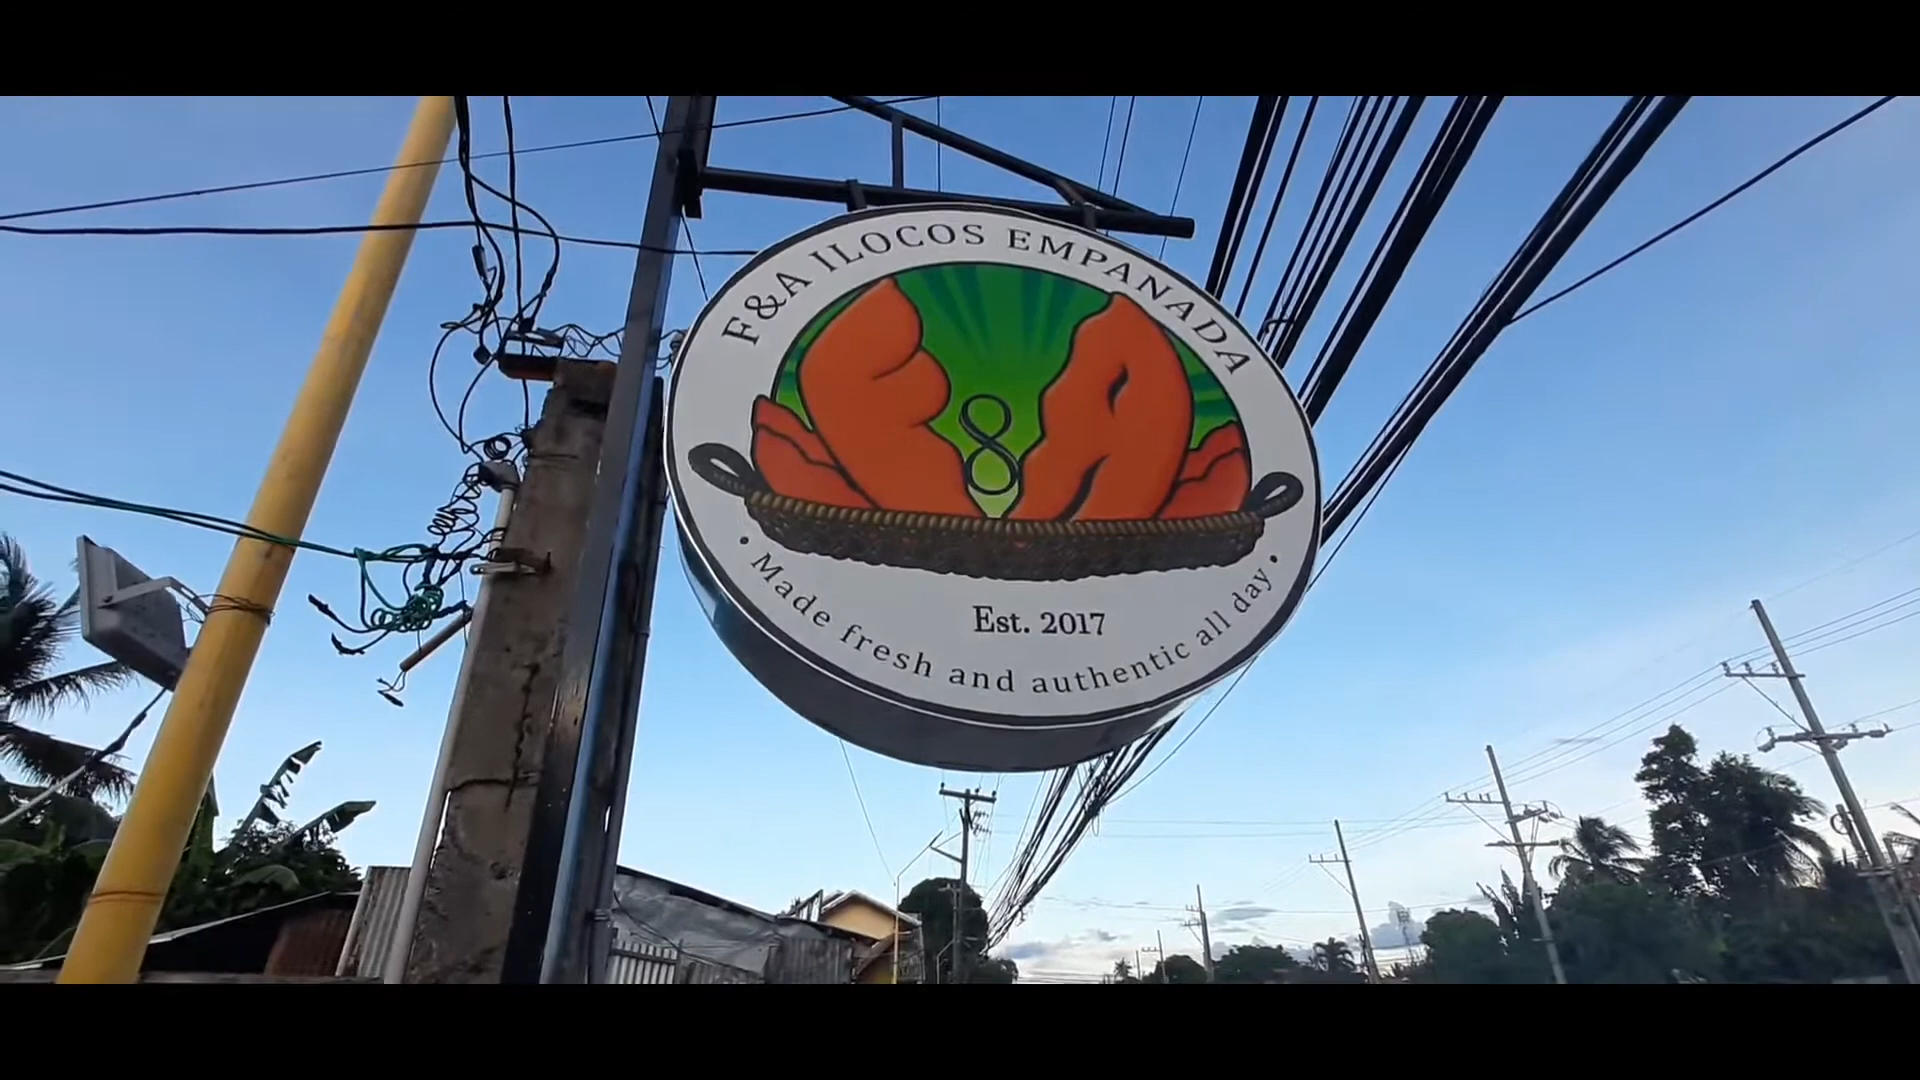 F&A ILOCOS EMPANADA
F&A
Est. 2017
• Made fresh and authentic all day •